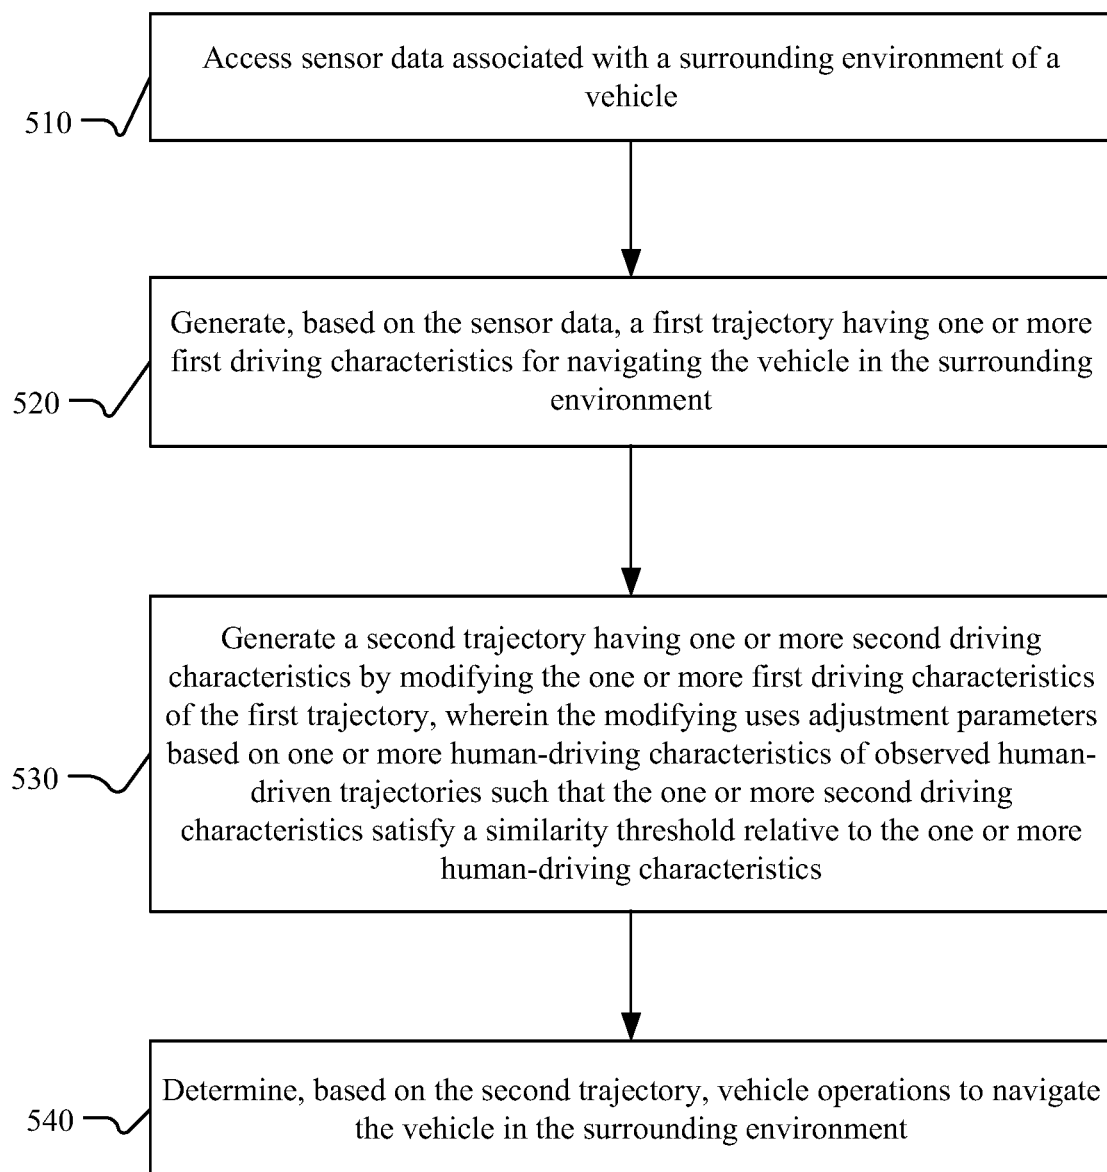 Access sensor data associated with a surrounding environment of a
vehicle
510
Generate, based on the sensor data, a first trajectory having one or more
first driving characteristics for navigating the vehicle in the surrounding
environment
520
Generate a second trajectory having one or more second driving
characteristics by modifying the one or more first driving characteristics
of the first trajectory, wherein the modifying uses adjustment parameters
based on one or more human-driving characteristics of observed human-
driven trajectories such that the one or more second driving
characteristics satisfy a similarity threshold relative to the one or more
human-driving characteristics
530
Determine, based on the second trajectory, vehicle operations to navigate
the vehicle in the surrounding environment
540